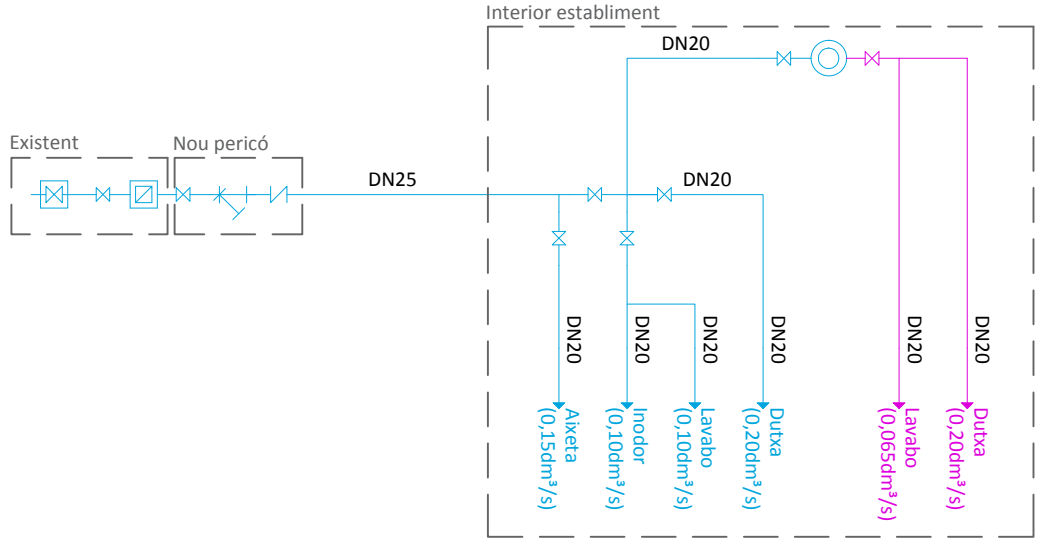 Interior establiment
DN20
Existent
Nou pericó
DN25
DN20
DN20
DN20
DN20
DN20
DN20
DN20
Aixeta
(0,15dm³/s)
Inodor
(0,10dm³/s)
Lavabo
(0,10dm³/s)
Dutxa
(0,20dm³/s)
Lavabo
(0,065dm³/s)
Dutxa
(0,20dm³/s)